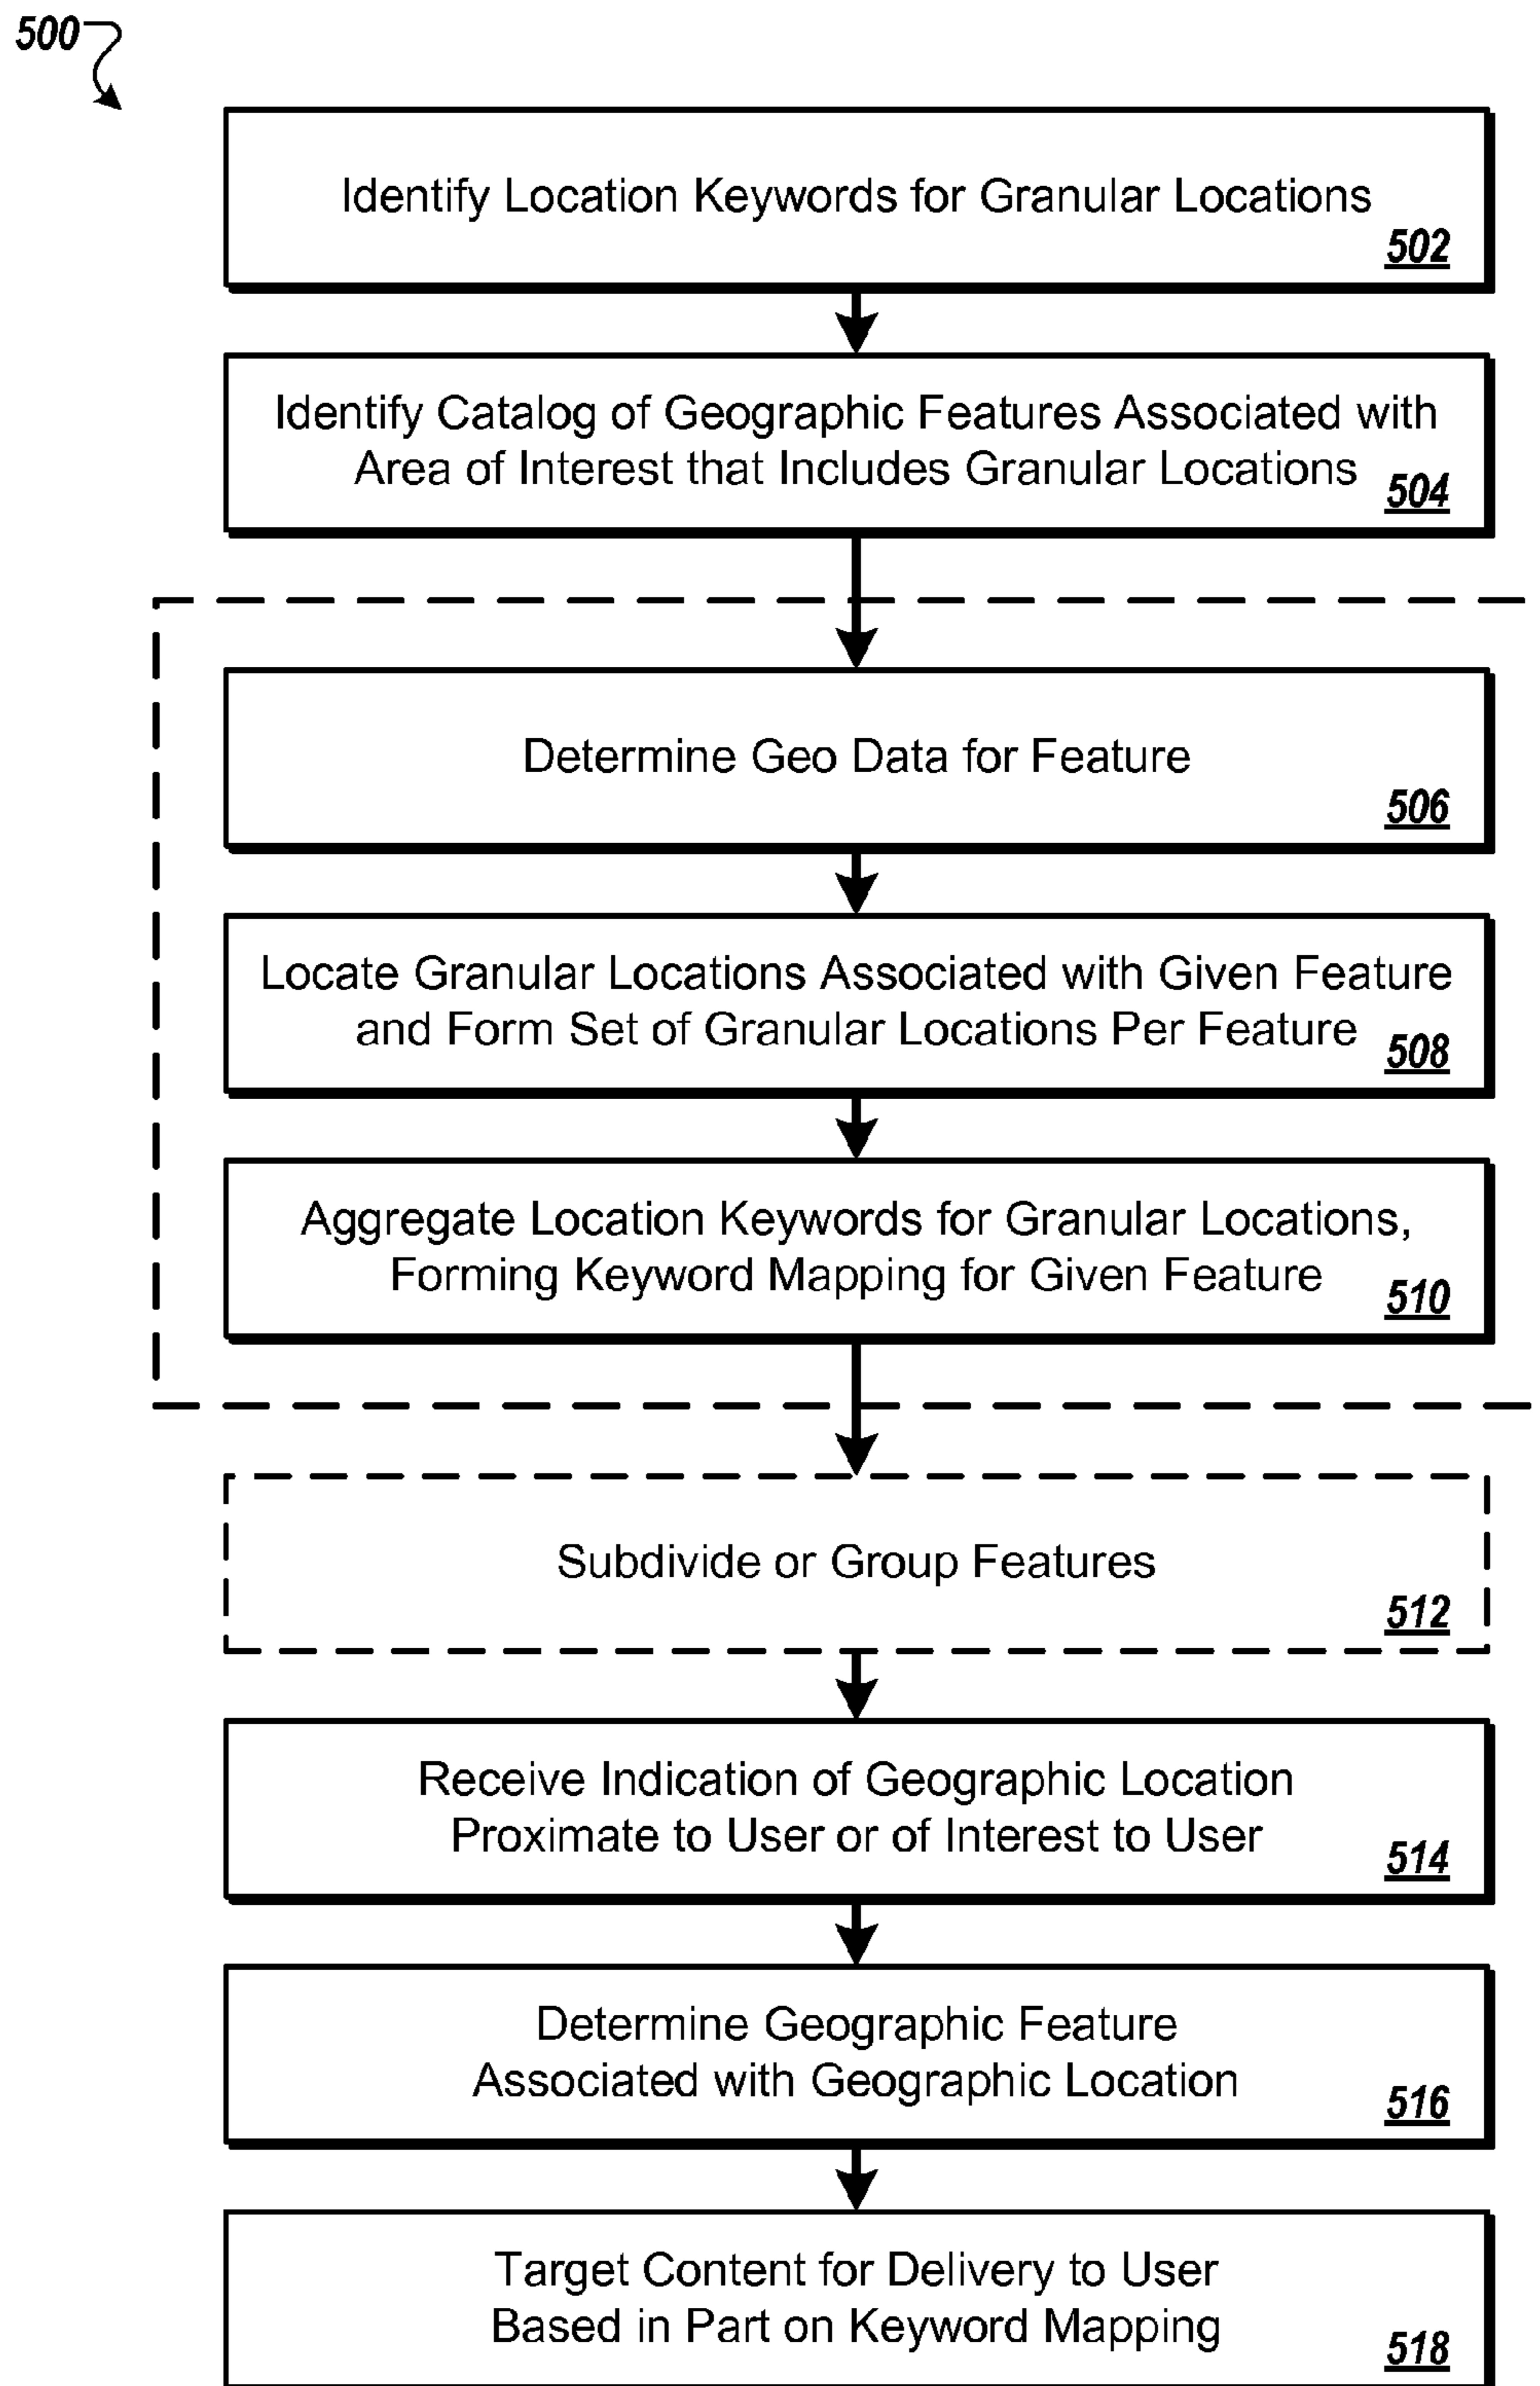 500
Identify Location Keywords for Granular Locations
502
Identify Catalog of Geographic Features Associated with
Area of Interest that Includes Granular Locations
504
Determine Geo Data for Feature
506
Locate Granular Locations Associated with Given Feature
and Form Set of Granular Locations Per Feature
508
Aggregate Location Keywords for Granular Locations,
Forming Keyword Mapping for Given Feature
510
Subdivide or Group Features
512
Receive Indication of Geographic Location
Proximate to User or of Interest to User
514
Determine Geographic Feature
Associated with Geographic Location
516
Target Content for Delivery to User
Based in Part on Keyword Mapping
518